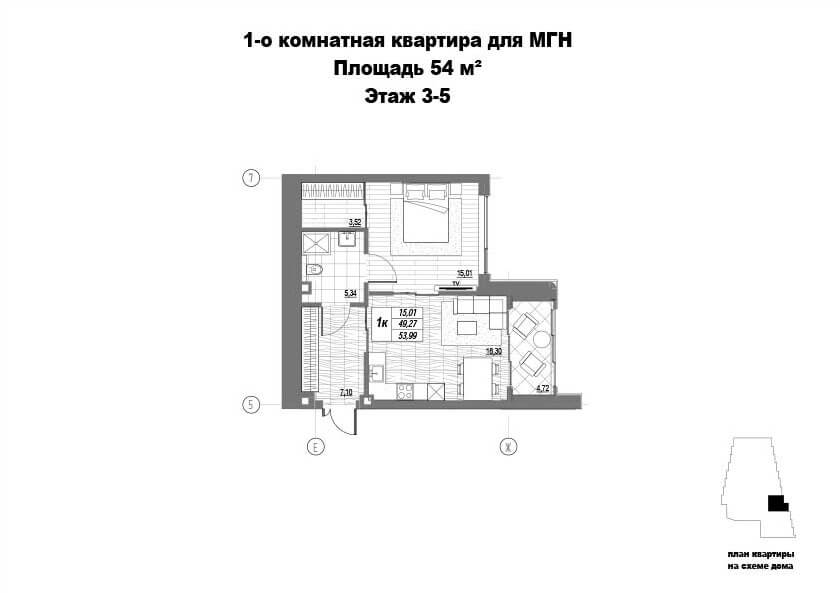 1-о комнатная квартира для МГН
Площадь 54 м²
Этаж 3-5
7
3,52
15,01
TV
5,34
1к
15,01
49,27
53,99
18,30
4,72
7,10
5
Е
Ж
план квартиры
на схеме дома